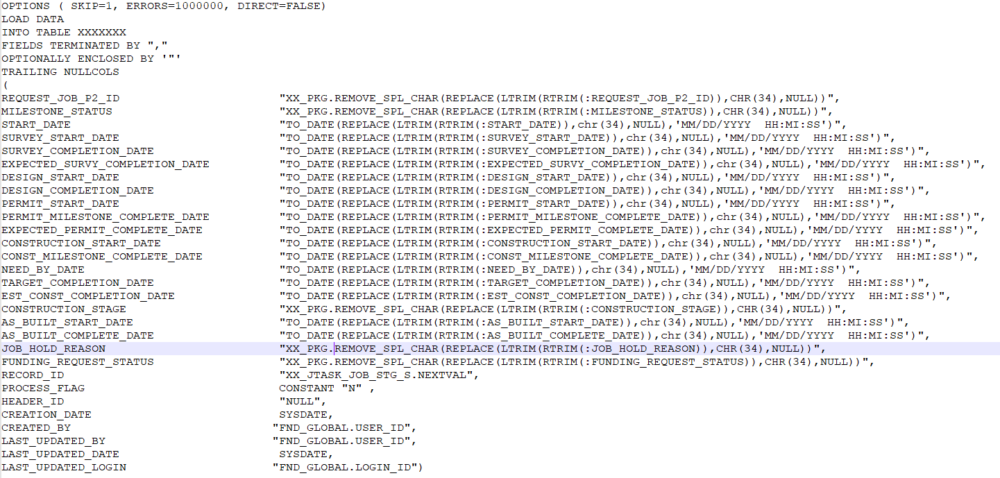 OPTIONS ( SKIP=1, ERRORS=1000000, DIRECT=FALSE)
LOAD DATA
INTO TABLE XXXXXXX
FIELDS TERMINATED BY ","
OPTIONALLY ENCLOSED BY '"'
TRAILING NULLCOLS
(
REQUEST_JOB_P2_ID "XX_PKG.REMOVE_SPL_CHAR(REPLACE(LTRIM(RTRIM(:REQUEST_JOB_P2_ID)),CHR(34),NULL))",
MILESTONE_STATUS "XX_PKG.REMOVE_SPL_CHAR(REPLACE(LTRIM(RTRIM(:MILESTONE_STATUS)),CHR(34),NULL))",
START_DATE "TO_DATE(REPLACE(LTRIM(RTRIM(:START_DATE)),chr(34),NULL),'MM/DD/YYYY  HH:MI:SS')",
SURVEY_START_DATE "TO_DATE(REPLACE(LTRIM(RTRIM(:SURVEY_START_DATE)),chr(34),NULL),'MM/DD/YYYY  HH:MI:SS')",
SURVEY_COMPLETION_DATE "TO_DATE(REPLACE(LTRIM(RTRIM(:SURVEY_COMPLETION_DATE)),chr(34),NULL),'MM/DD/YYYY  HH:MI:SS')",
EXPECTED_SURVY_COMPLETION_DATE "TO_DATE(REPLACE(LTRIM(RTRIM(:EXPECTED_SURVY_COMPLETION_DATE)),chr(34),NULL),'MM/DD/YYYY  HH:MI:SS')",
DESIGN_START_DATE "TO_DATE(REPLACE(LTRIM(RTRIM(:DESIGN_START_DATE)),chr(34),NULL),'MM/DD/YYYY  HH:MI:SS')",
DESIGN_COMPLETION_DATE "TO_DATE(REPLACE(LTRIM(RTRIM(:DESIGN_COMPLETION_DATE)),chr(34),NULL),'MM/DD/YYYY  HH:MI:SS')",
PERMIT_START_DATE "TO_DATE(REPLACE(LTRIM(RTRIM(:PERMIT_START_DATE)),chr(34),NULL),'MM/DD/YYYY  HH:MI:SS')",
PERMIT_MILESTONE_COMPLETE_DATE "TO_DATE(REPLACE(LTRIM(RTRIM(:PERMIT_MILESTONE_COMPLETE_DATE)),chr(34),NULL),'MM/DD/YYYY  HH:MI:SS')",
EXPECTED_PERMIT_COMPLETE_DATE "TO_DATE(REPLACE(LTRIM(RTRIM(:EXPECTED_PERMIT_COMPLETE_DATE)),chr(34),NULL),'MM/DD/YYYY  HH:MI:SS')",
CONSTRUCTION_START_DATE "TO_DATE(REPLACE(LTRIM(RTRIM(:CONSTRUCTION_START_DATE)),chr(34),NULL),'MM/DD/YYYY  HH:MI:SS')",
CONST_MILESTONE_COMPLETE_DATE "TO_DATE(REPLACE(LTRIM(RTRIM(:CONST_MILESTONE_COMPLETE_DATE)),chr(34),NULL),'MM/DD/YYYY  HH:MI:SS')",
NEED_BY_DATE "TO_DATE(REPLACE(LTRIM(RTRIM(:NEED_BY_DATE)),chr(34),NULL),'MM/DD/YYYY  HH:MI:SS')",
TARGET_COMPLETION_DATE "TO_DATE(REPLACE(LTRIM(RTRIM(:TARGET_COMPLETION_DATE)),chr(34),NULL),'MM/DD/YYYY  HH:MI:SS')",
EST_CONST_COMPLETION_DATE "TO_DATE(REPLACE(LTRIM(RTRIM(:EST_CONST_COMPLETION_DATE)),chr(34),NULL),'MM/DD/YYYY  HH:MI:SS')",
CONSTRUCTION_STAGE "XX_PKG.REMOVE_SPL_CHAR(REPLACE(LTRIM(RTRIM(:CONSTRUCTION_STAGE)),CHR(34),NULL))",
AS_BUILT_START_DATE "TO_DATE(REPLACE(LTRIM(RTRIM(:AS_BUILT_START_DATE)),chr(34),NULL),'MM/DD/YYYY  HH:MI:SS')",
AS_BUILT_COMPLETE_DATE "TO_DATE(REPLACE(LTRIM(RTRIM(:AS_BUILT_COMPLETE_DATE)),chr(34),NULL),'MM/DD/YYYY  HH:MI:SS')",
JOB_HOLD_REASON "XX_PKG.REMOVE_SPL_CHAR(REPLACE(LTRIM(RTRIM(:JOB_HOLD_REASON)),CHR(34),NULL))",
FUNDING_REQUEST_STATUS "XX_PKG.REMOVE_SPL_CHAR(REPLACE(LTRIM(RTRIM(:FUNDING_REQUEST_STATUS)),CHR(34),NULL))",
RECORD_ID "XX_JTASK_JOB_STG_S.NEXTVAL",
PROCESS_FLAG CONSTANT "N" ,
HEADER_ID "NULL",
CREATION_DATE SYSDATE,
CREATED_BY "FND_GLOBAL.USER_ID",
LAST_UPDATED_BY "FND_GLOBAL.USER_ID",
LAST_UPDATED_DATE SYSDATE,
LAST_UPDATED_LOGIN "FND_GLOBAL.LOGIN_ID")